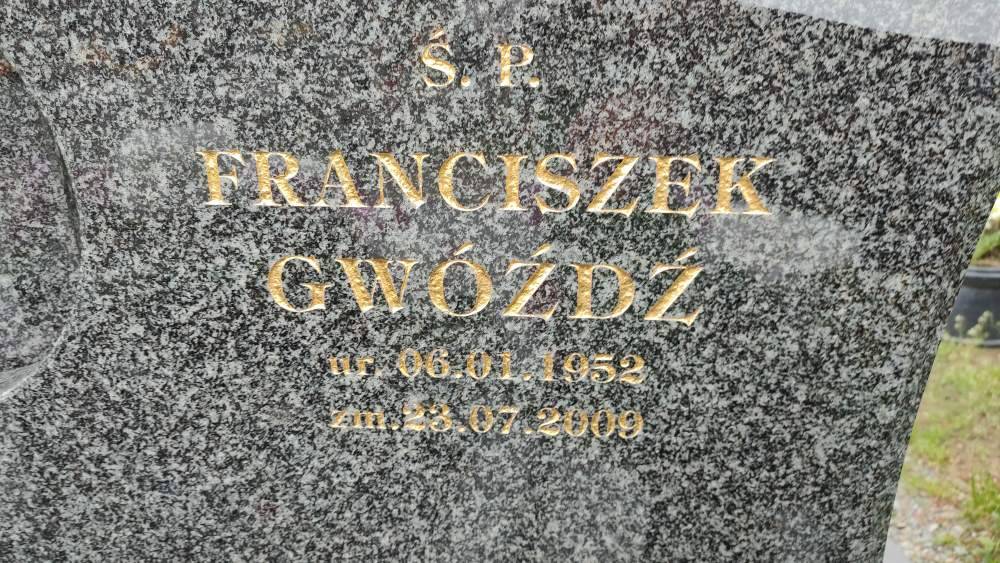 Ś. P.
FRANCISZEK
GWÓŹDŹ
ur. 06.01.1952
zm.23.07.2009